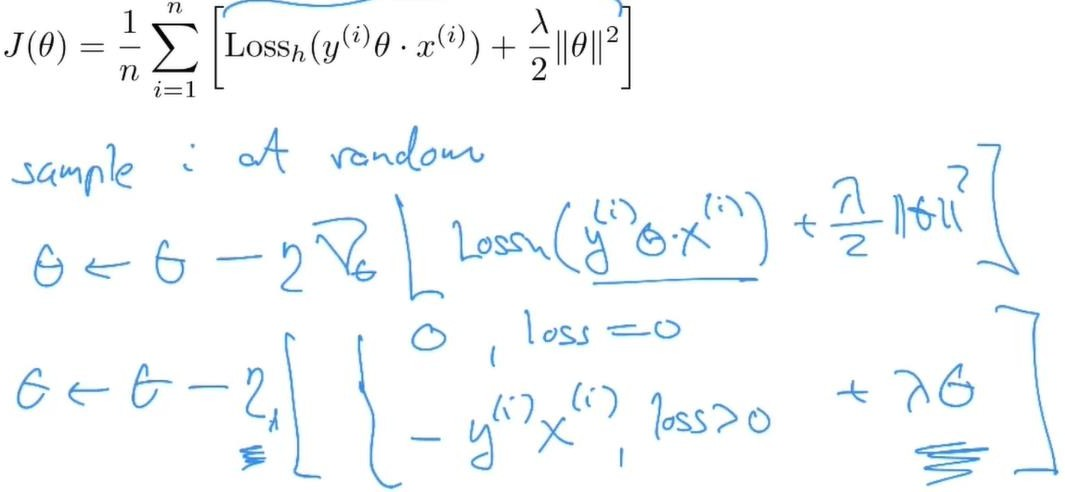 J(θ) = 1/n ∑_{i=1}^{n} [Loss_h(y^{(i)}θ · x^{(i)}) + λ/2 ‖θ‖²]
sample i at random
θ ← θ − η ∇_θ [Loss_h(y^{(i)}θ·x^{(i)}) + λ/2 ‖θ‖²]
θ ← θ − η [ { 0, loss = 0
− y^{(i)}x^{(i)}, loss > 0 + λθ ]